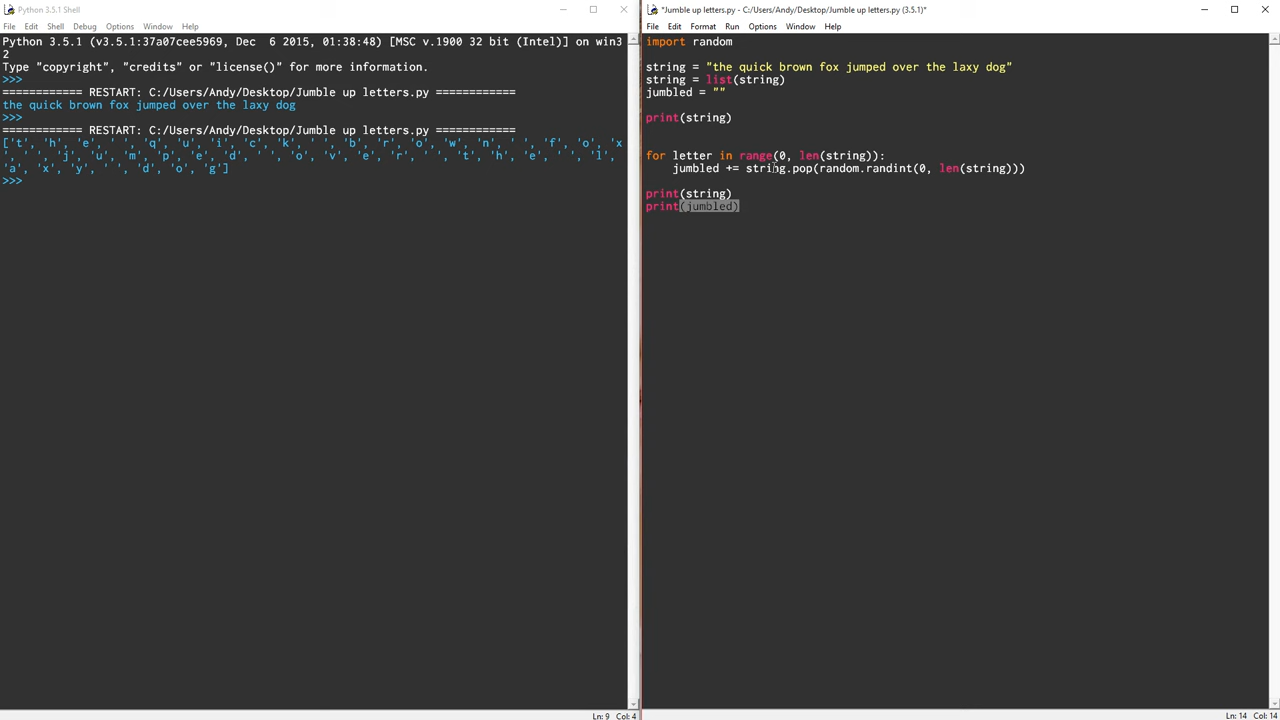 Python 3.5.1 Shell
File Edit Shell Debug Options Window Help
Python 3.5.1 (v3.5.1:37a07cee5969, Dec  6 2015, 01:38:48) [MSC v.1900 32 bit (Intel)] on win3
2
Type "copyright", "credits" or "license()" for more information.
>>>
============ RESTART: C:/Users/Andy/Desktop/Jumble up letters.py ============
the quick brown fox jumped over the laxy dog
>>>
============ RESTART: C:/Users/Andy/Desktop/Jumble up letters.py ============
['t', 'h', 'e', ' ', 'q', 'u', 'i', 'c', 'k', ' ', 'b', 'r', 'o', 'w', 'n', ' ', 'f', 'o', 'x
', ' ', 'j', 'u', 'm', 'p', 'e', 'd', ' ', 'o', 'v', 'e', 'r', ' ', 't', 'h', 'e', ' ', 'l',
'a', 'x', 'y', ' ', 'd', 'o', 'g']
>>>
Ln: 9 Col: 4
*Jumble up letters.py - C:/Users/Andy/Desktop/Jumble up letters.py (3.5.1)*
File Edit Format Run Options Window Help
import random
string = "the quick brown fox jumped over the laxy dog"
string = list(string)
jumbled = ""
print(string)
for letter in range(0, len(string)):
    jumbled += string.pop(random.randint(0, len(string)))
print(string)
print(jumbled)
Ln: 14 Col: 14